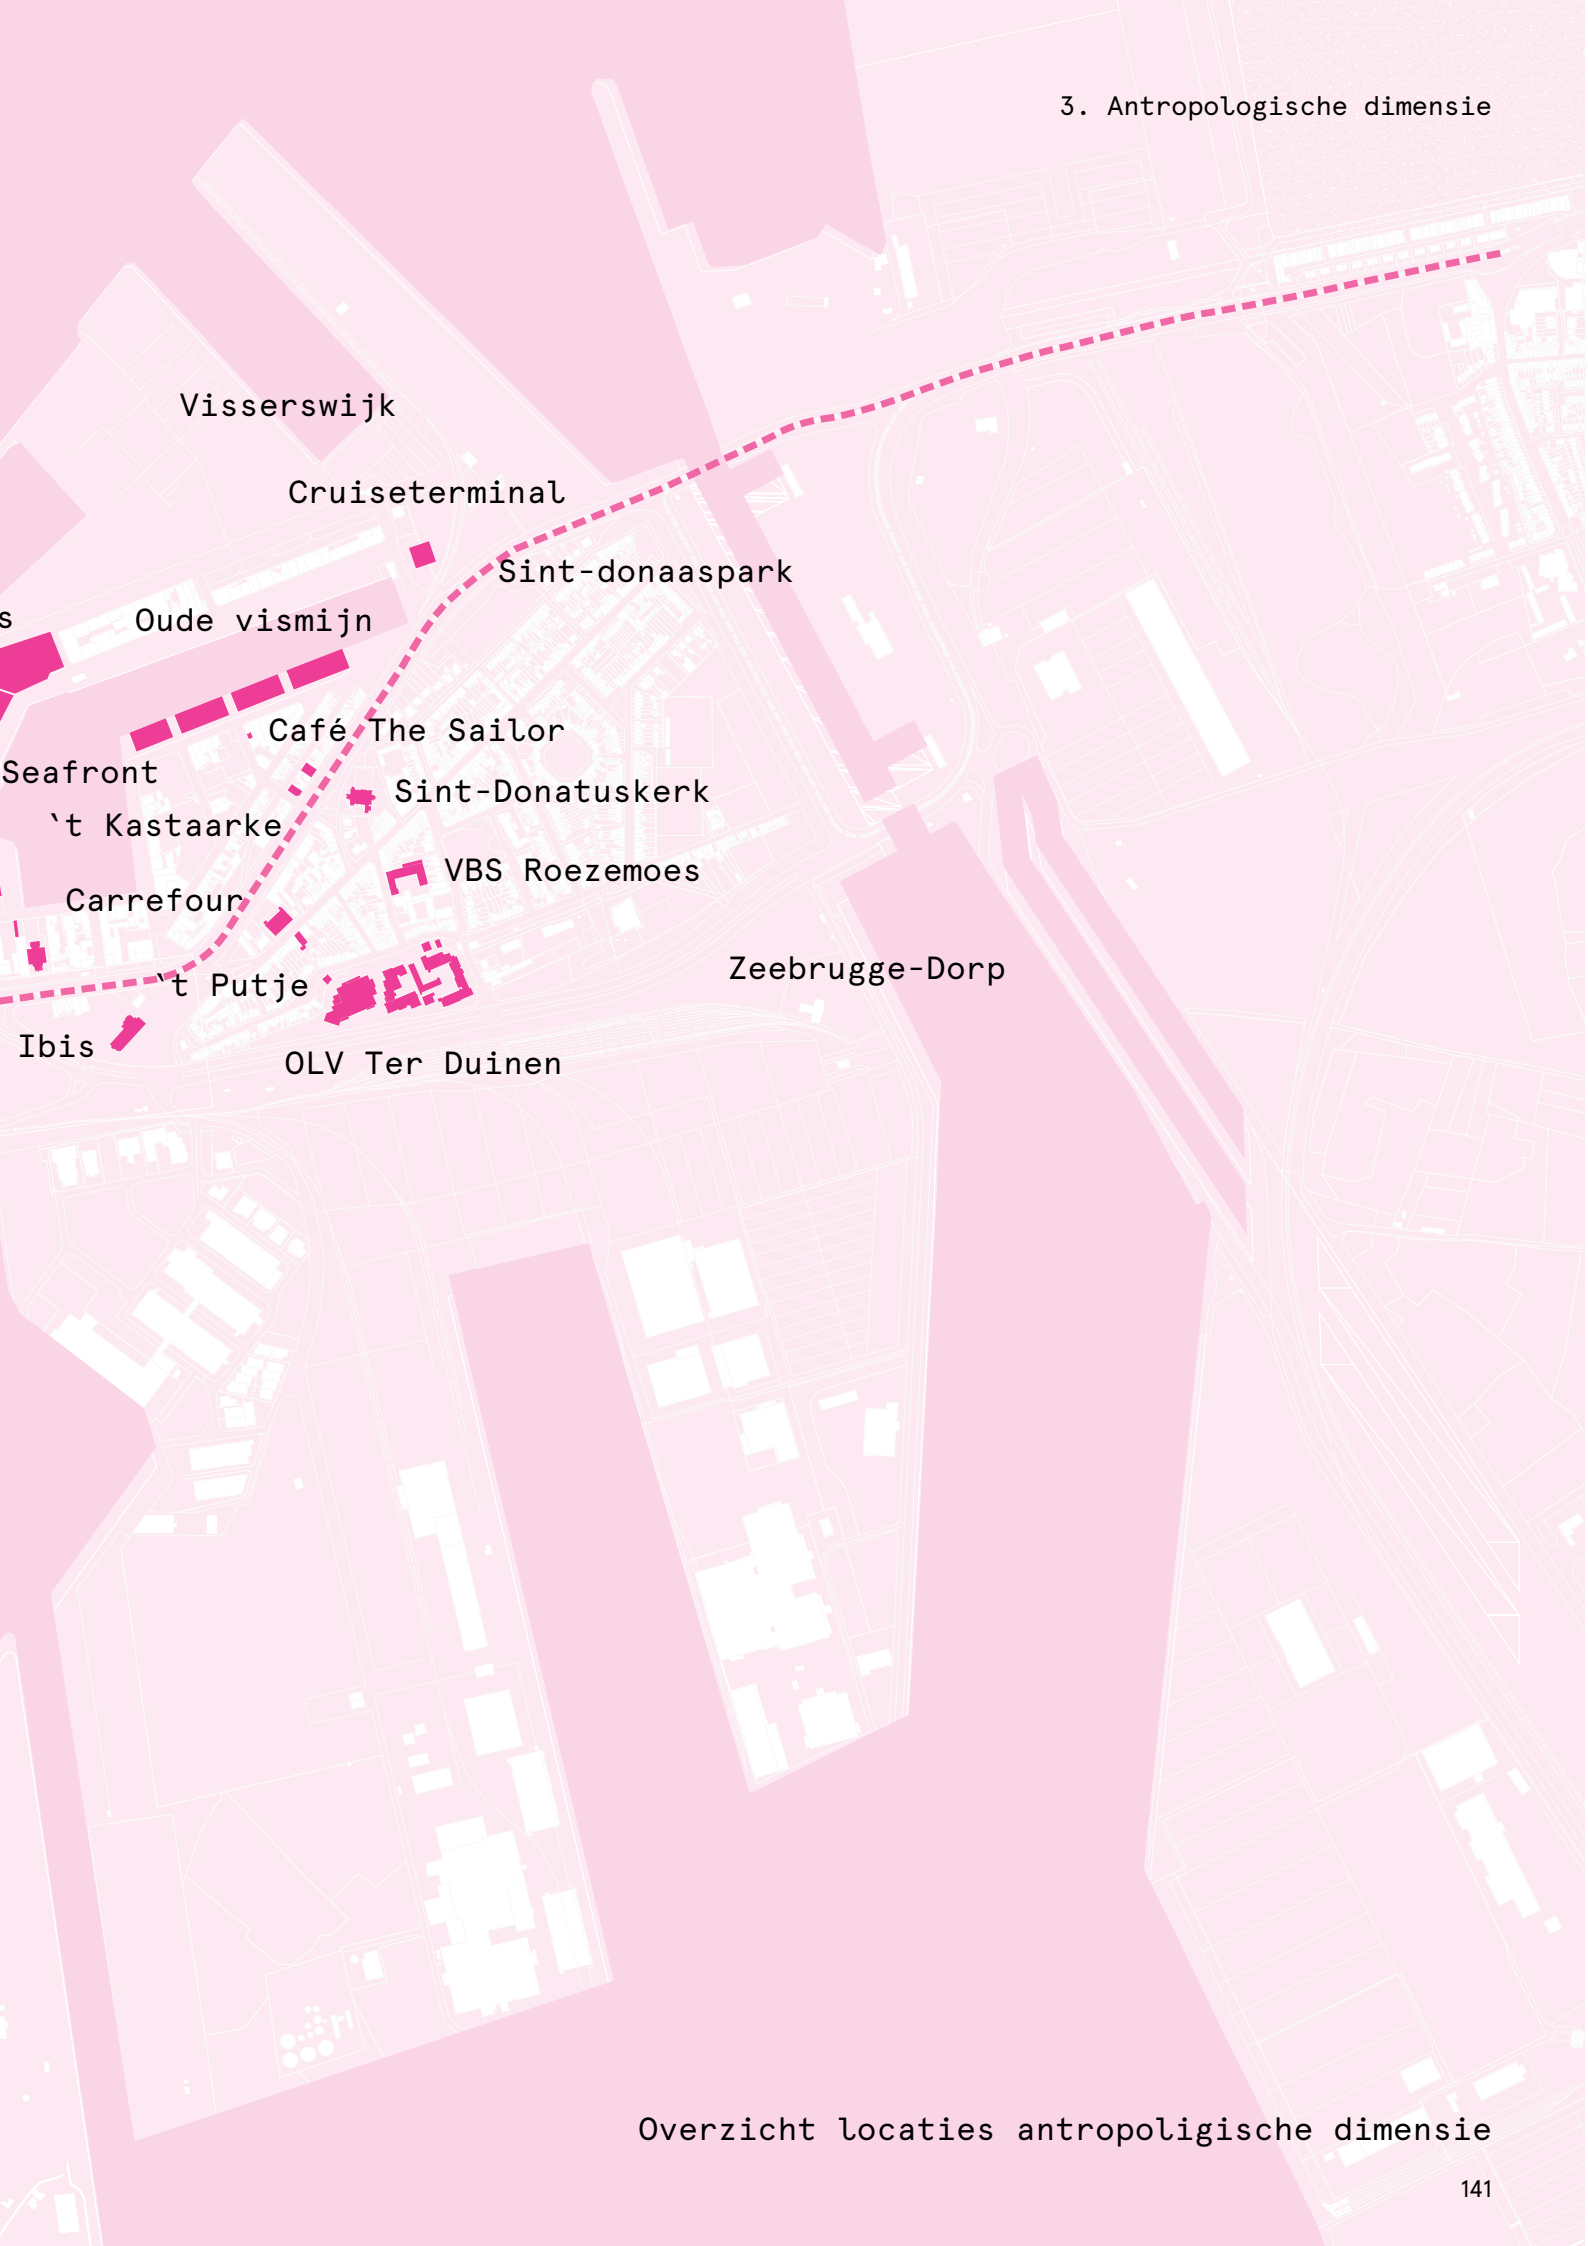 3. Antropologische dimensie
Visserswijk
Cruiseterminal
Sint-donaaspark
s
Oude vismijn
Café The Sailor
Seafront
Sint-Donatuskerk
‵t Kastaarke
VBS Roezemoes
Carrefour
Zeebrugge-Dorp
‵t Putje
Ibis
OLV Ter Duinen
Overzicht locaties antropoligische dimensie
141